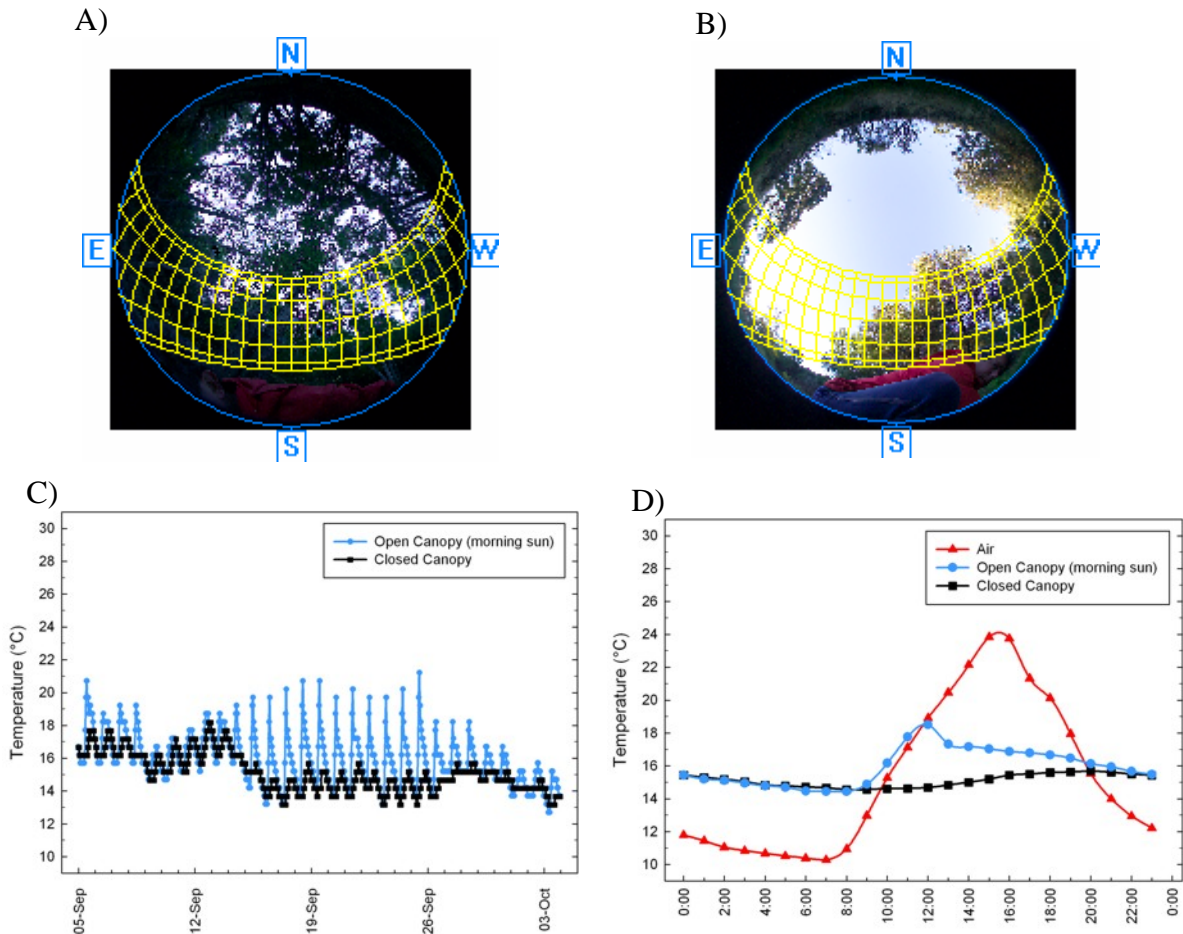 A)
B)
N
N
E
W
E
W
S
S
C)
D)
30
28
26
24
22
20
18
16
14
12
10
Temperature (°C)
Open Canopy (morning sun)
Closed Canopy
05-Sep
12-Sep
19-Sep
26-Sep
03-Oct
30
28
26
24
22
20
18
16
14
12
10
Temperature (°C)
Air
Open Canopy (morning sun)
Closed Canopy
0:00
2:00
4:00
6:00
8:00
10:00
12:00
14:00
16:00
18:00
20:00
22:00
0:00